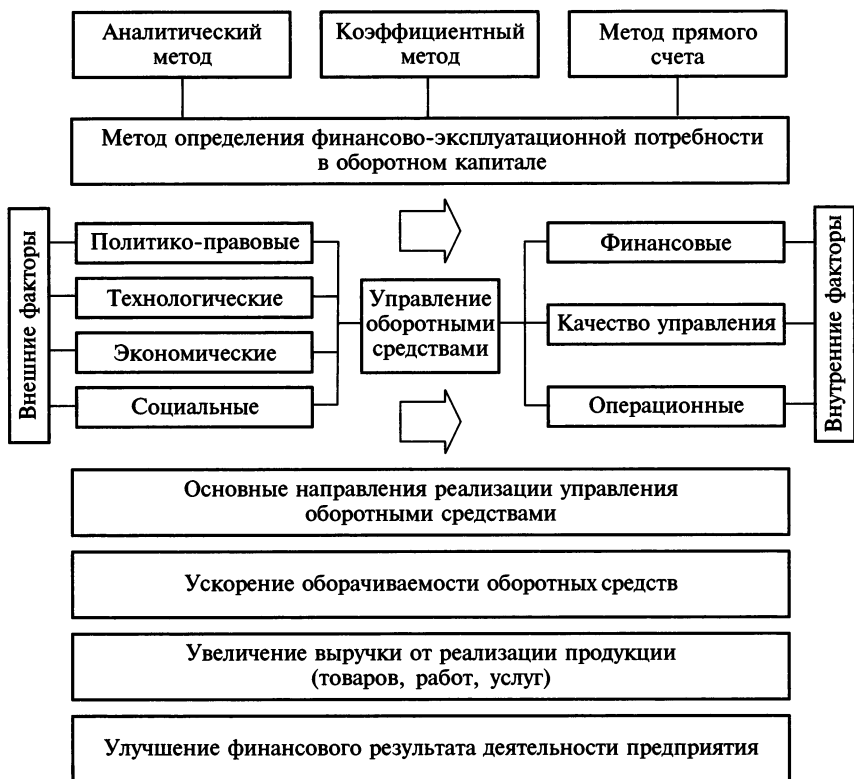 Аналитический
метод
Коэффициентный
метод
Метод прямого
счета
Метод определения финансово-эксплуатационной потребности
в оборотном капитале
Внешние факторы
Политико-правовые
Технологические
Экономические
Социальные
Управление
оборотными
средствами
Финансовые
Качество управления
Операционные
Внутренние факторы
Основные направления реализации управления
оборотными средствами
Ускорение оборачиваемости оборотных средств
Увеличение выручки от реализации продукции
(товаров, работ, услуг)
Улучшение финансового результата деятельности предприятия